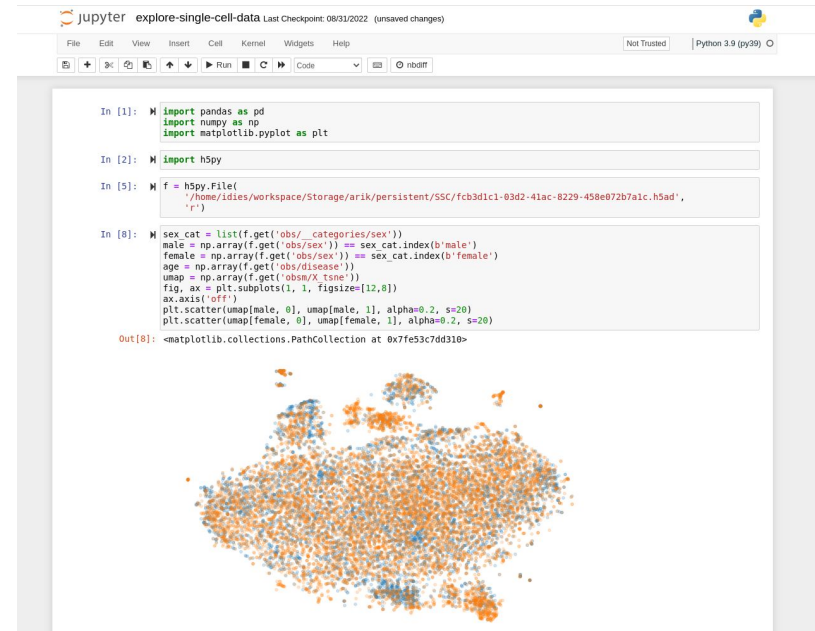 jupyter explore-single-cell-data Last Checkpoint: 08/31/2022 (unsaved changes)
File Edit View Insert Cell Kernel Widgets Help Not Trusted Python 3.9 (py39)
Run Code nbdiff
In [1]: import pandas as pd
import numpy as np
import matplotlib.pyplot as plt
In [2]: import h5py
In [5]: f = h5py.File(
'/home/idies/workspace/Storage/arik/persistent/SSC/fcb3d1c1-03d2-41ac-8229-458e072b7a1c.h5ad',
'r')
In [8]: sex_cat = list(f.get('obs/__categories/sex'))
male = np.array(f.get('obs/sex')) == sex_cat.index(b'male')
female = np.array(f.get('obs/sex')) == sex_cat.index(b'female')
age = np.array(f.get('obs/disease'))
umap = np.array(f.get('obsm/X_tsne'))
fig, ax = plt.subplots(1, 1, figsize=[12,8])
ax.axis('off')
plt.scatter(umap[male, 0], umap[male, 1], alpha=0.2, s=20)
plt.scatter(umap[female, 0], umap[female, 1], alpha=0.2, s=20)
Out[8]: <matplotlib.collections.PathCollection at 0x7fe53c7dd310>